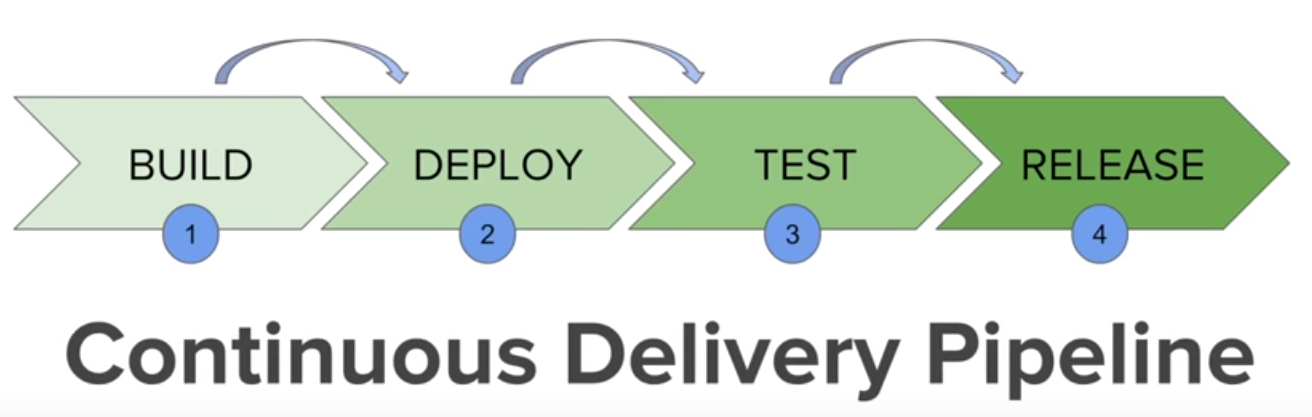 BUILD DEPLOY TEST RELEASE
1 2 3 4
Continuous Delivery Pipeline